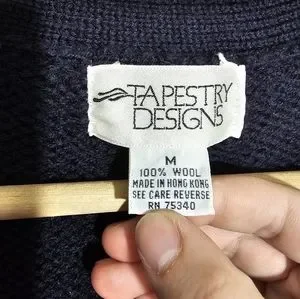 TAPESTRY
DESIGNS
M
100% WOOL
MADE IN HONG KONG
SEE CARE REVERSE
RN 75340